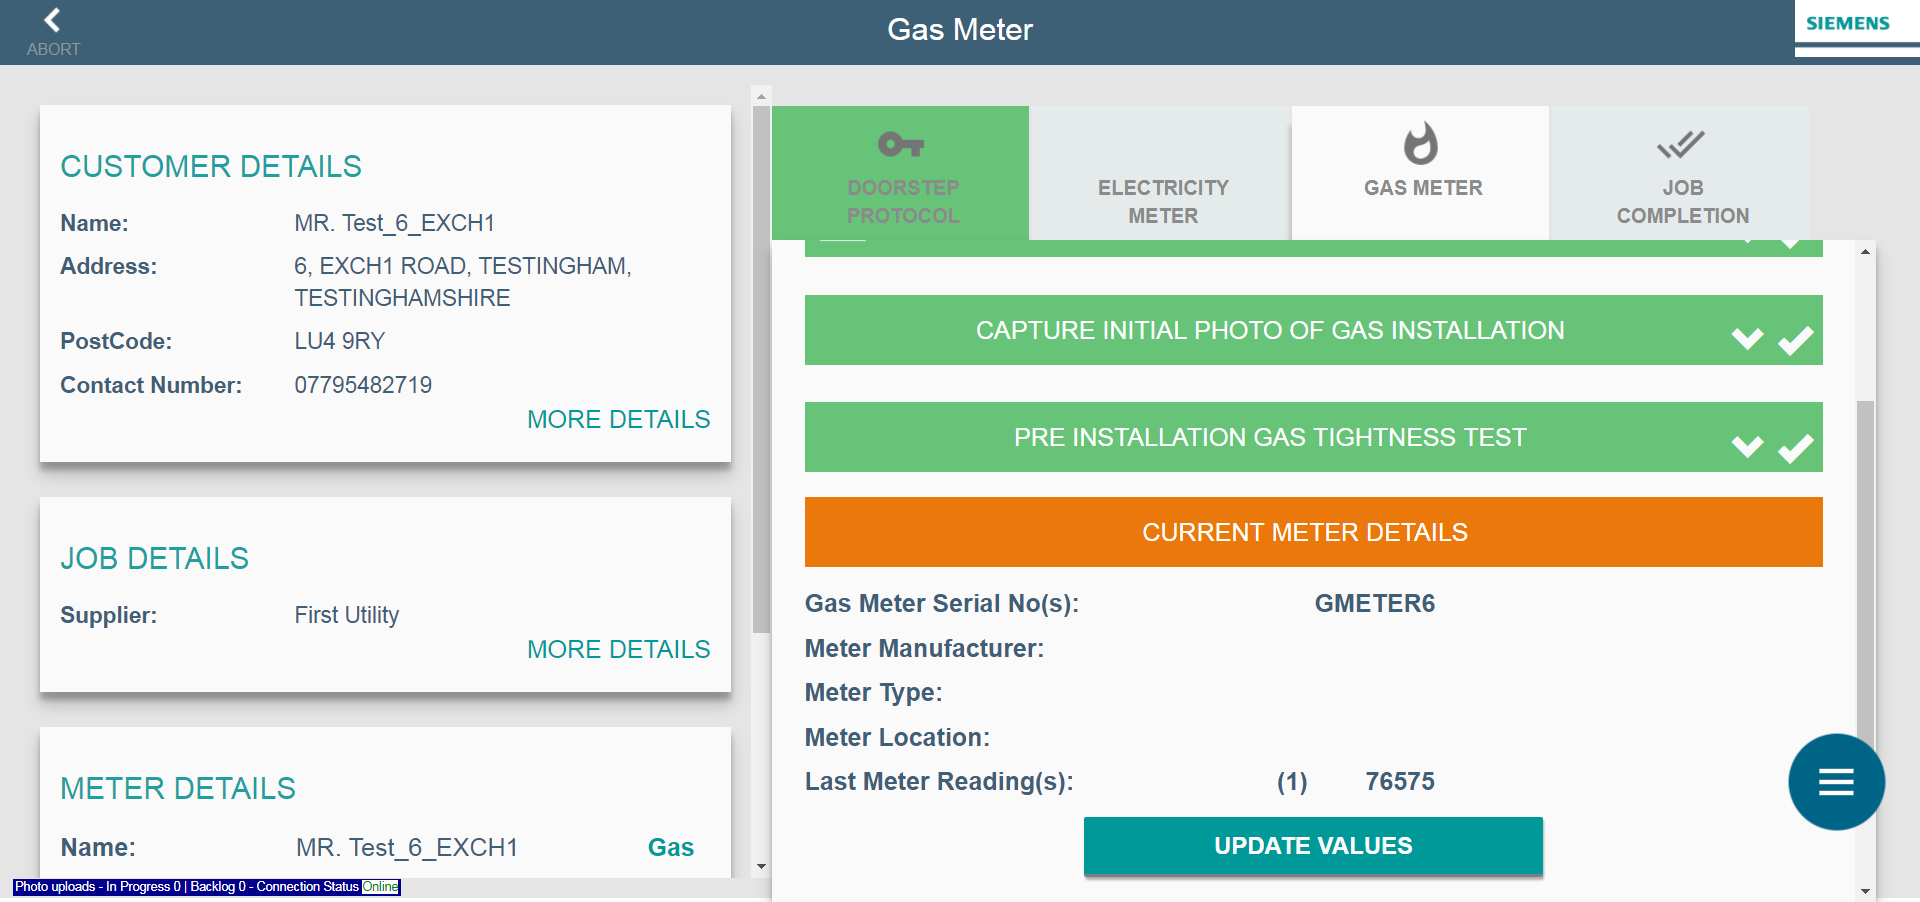 ABORT
Gas Meter
SIEMENS
CUSTOMER DETAILS
Name: MR. Test_6_EXCH1
Address: 6, EXCH1 ROAD, TESTINGHAM,
TESTINGHAMSHIRE
PostCode: LU4 9RY
Contact Number: 07795482719
MORE DETAILS
JOB DETAILS
Supplier: First Utility
MORE DETAILS
METER DETAILS
Name: MR. Test_6_EXCH1 Gas
Photo uploads - In Progress 0 | Backlog 0 - Connection Status Online
DOORSTEP
PROTOCOL
ELECTRICITY
METER
GAS METER
JOB
COMPLETION
CAPTURE INITIAL PHOTO OF GAS INSTALLATION
PRE INSTALLATION GAS TIGHTNESS TEST
CURRENT METER DETAILS
Gas Meter Serial No(s): GMETER6
Meter Manufacturer:
Meter Type:
Meter Location:
Last Meter Reading(s): (1) 76575
UPDATE VALUES